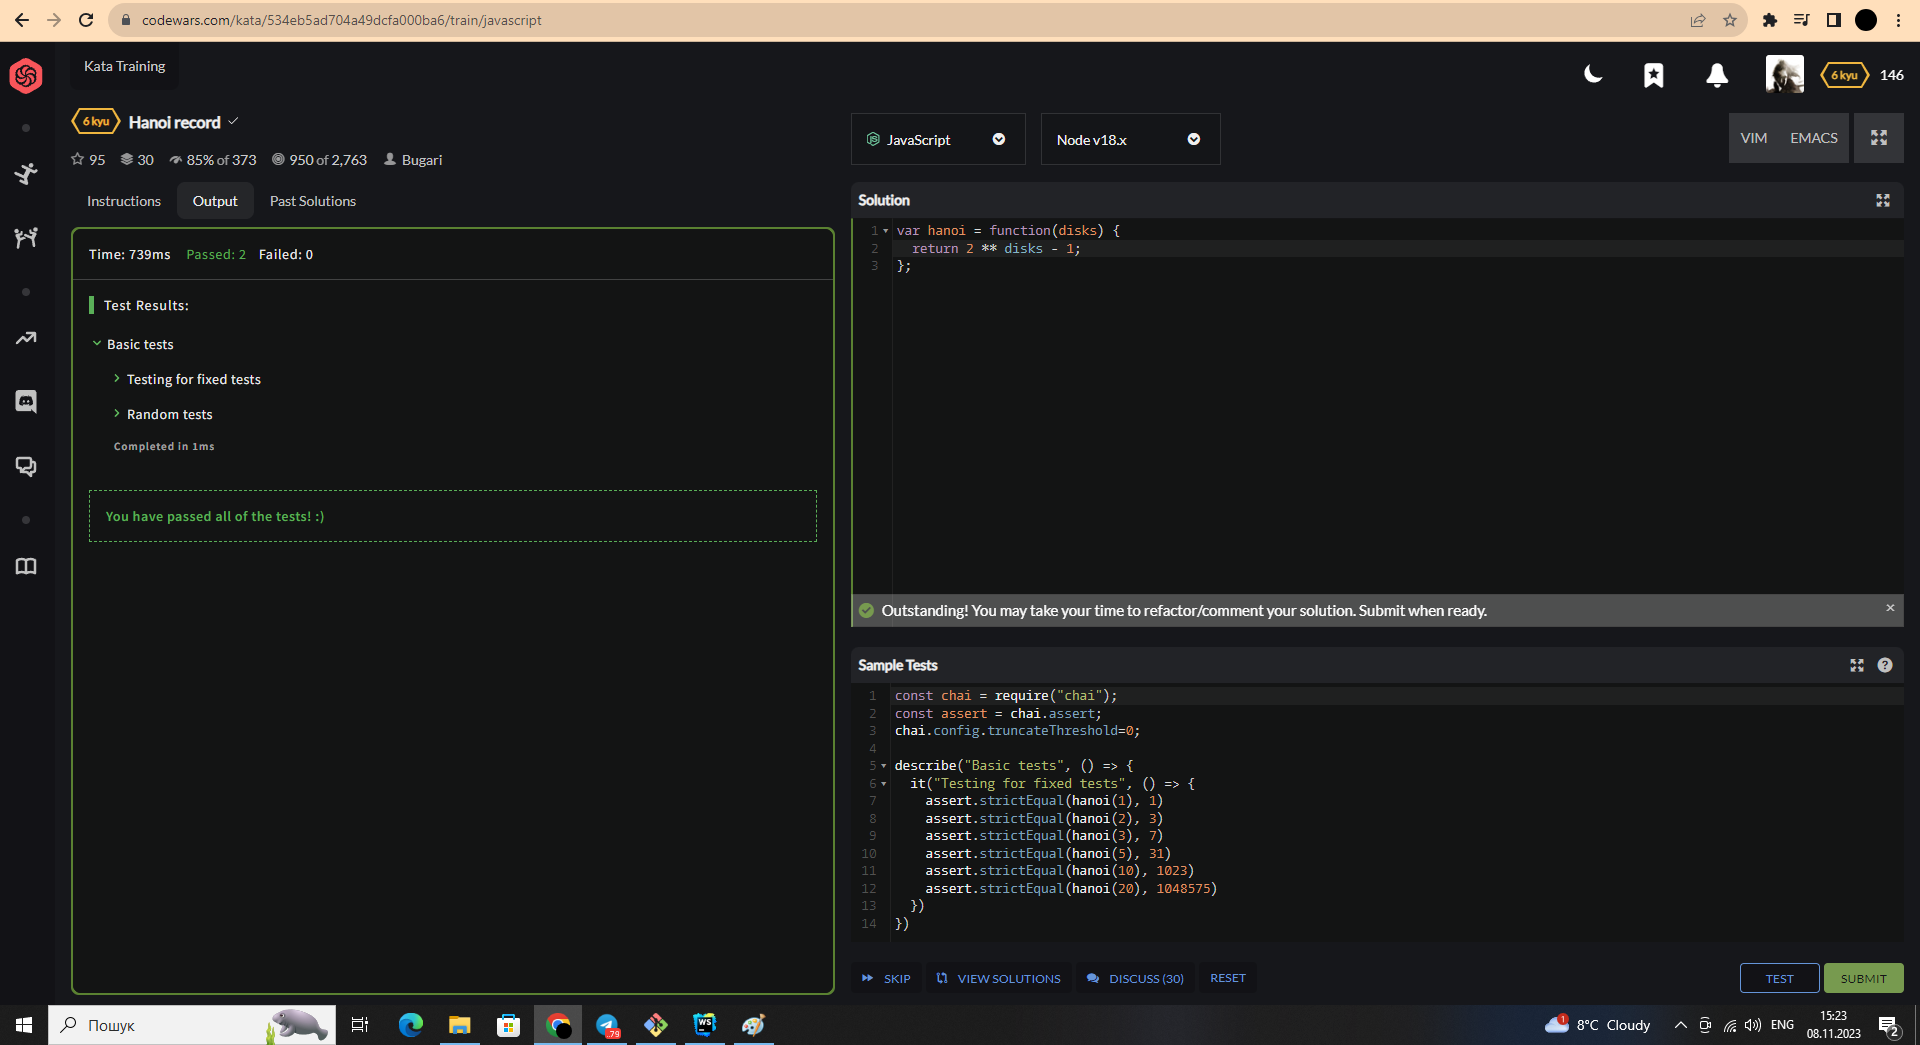 codewars.com/kata/534eb5ad704a49dcfa000ba6/train/javascript
Kata Training
6 kyu
146
6 kyu Hanoi record
95 30 85% of 373 950 of 2,763 Bugari
Instructions Output Past Solutions
Time: 739ms Passed: 2 Failed: 0
Test Results:
Basic tests
Testing for fixed tests
Random tests
Completed in 1ms
You have passed all of the tests! :)
JavaScript
Node v18.x
VIM EMACS
Solution
1 var hanoi = function(disks) {
2 return 2 ** disks - 1;
3 };
Outstanding! You may take your time to refactor/comment your solution. Submit when ready.
Sample Tests
1 const chai = require("chai");
2 const assert = chai.assert;
3 chai.config.truncateThreshold=0;
4
5 describe("Basic tests", () => {
6 it("Testing for fixed tests", () => {
7 assert.strictEqual(hanoi(1), 1)
8 assert.strictEqual(hanoi(2), 3)
9 assert.strictEqual(hanoi(3), 7)
10 assert.strictEqual(hanoi(5), 31)
11 assert.strictEqual(hanoi(10), 1023)
12 assert.strictEqual(hanoi(20), 1048575)
13 })
14 })
SKIP VIEW SOLUTIONS DISCUSS (30) RESET
TEST SUBMIT
Пошук
79
WS
1
8°C Cloudy
ENG
15:23
08.11.2023
2